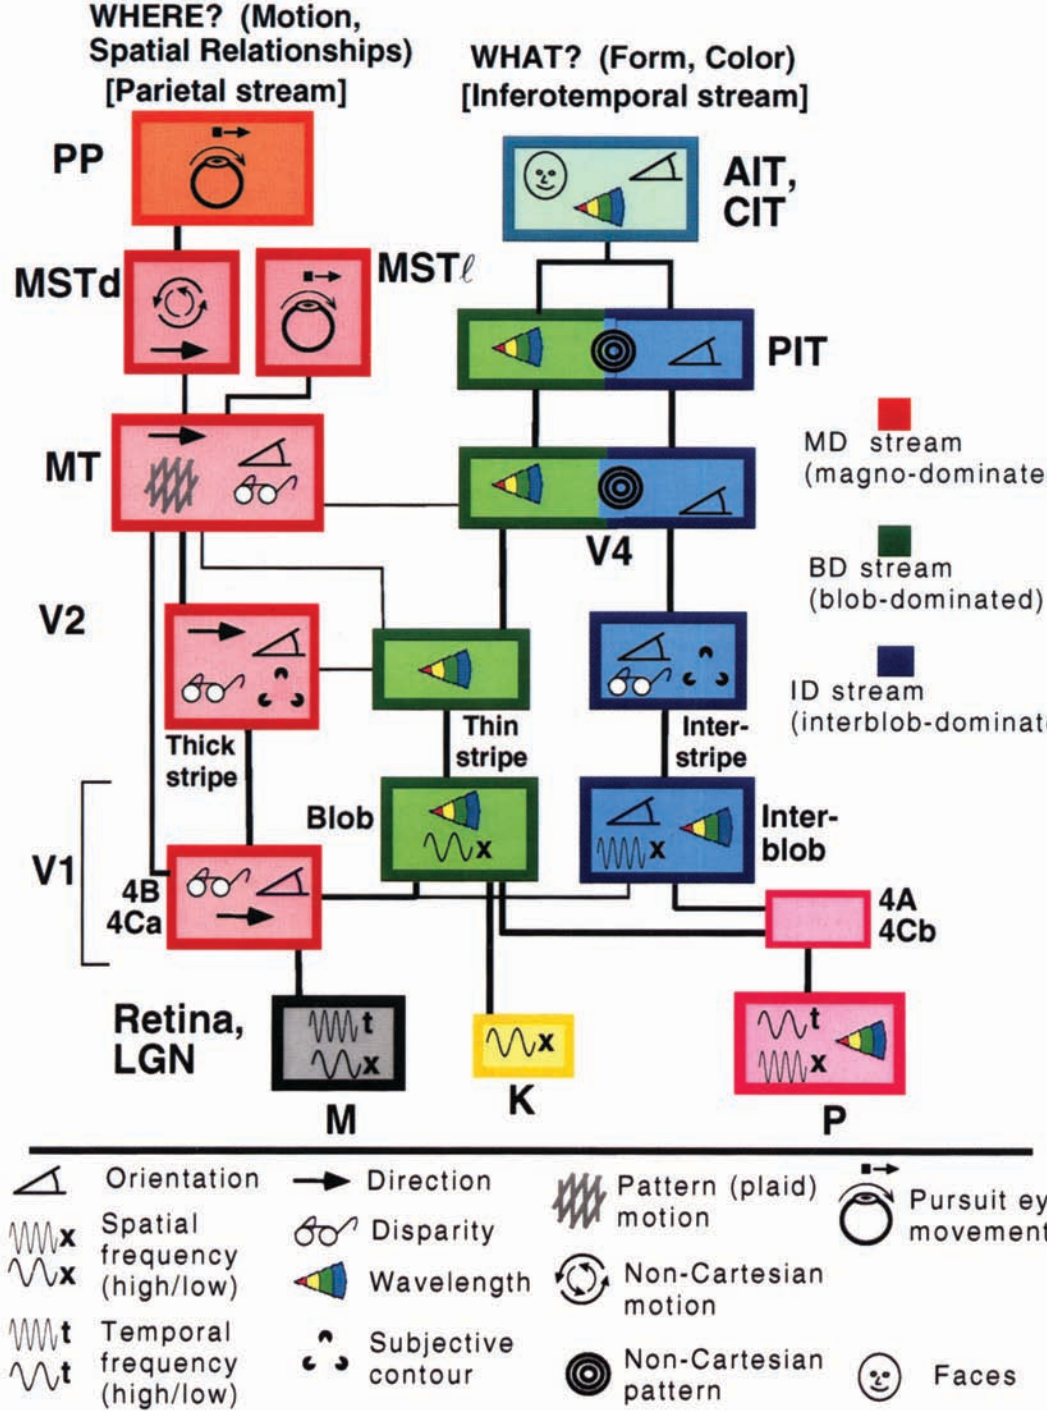 WHERE? (Motion,
Spatial Relationships)
[Parietal stream]
WHAT? (Form, Color)
[Inferotemporal stream]
PP
AIT,
CIT
MSTd
MSTℓ
PIT
MT
V4
MD stream
(magno-dominate
BD stream
(blob-dominated)
ID stream
(interblob-dominate
V2
Thick
stripe
Thin
stripe
Inter-
stripe
V1
Blob
x
x
Inter-
blob
4B
4Ca
4A
4Cb
Retina,
LGN
t
x
x
t
x
M
K
P
Orientation
Direction
Pattern (plaid)
motion
Pursuit ey
movement
x
x
Spatial
frequency
(high/low)
Disparity
Wavelength
Non-Cartesian
motion
t
t
Temporal
frequency
(high/low)
Subjective
contour
Non-Cartesian
pattern
Faces